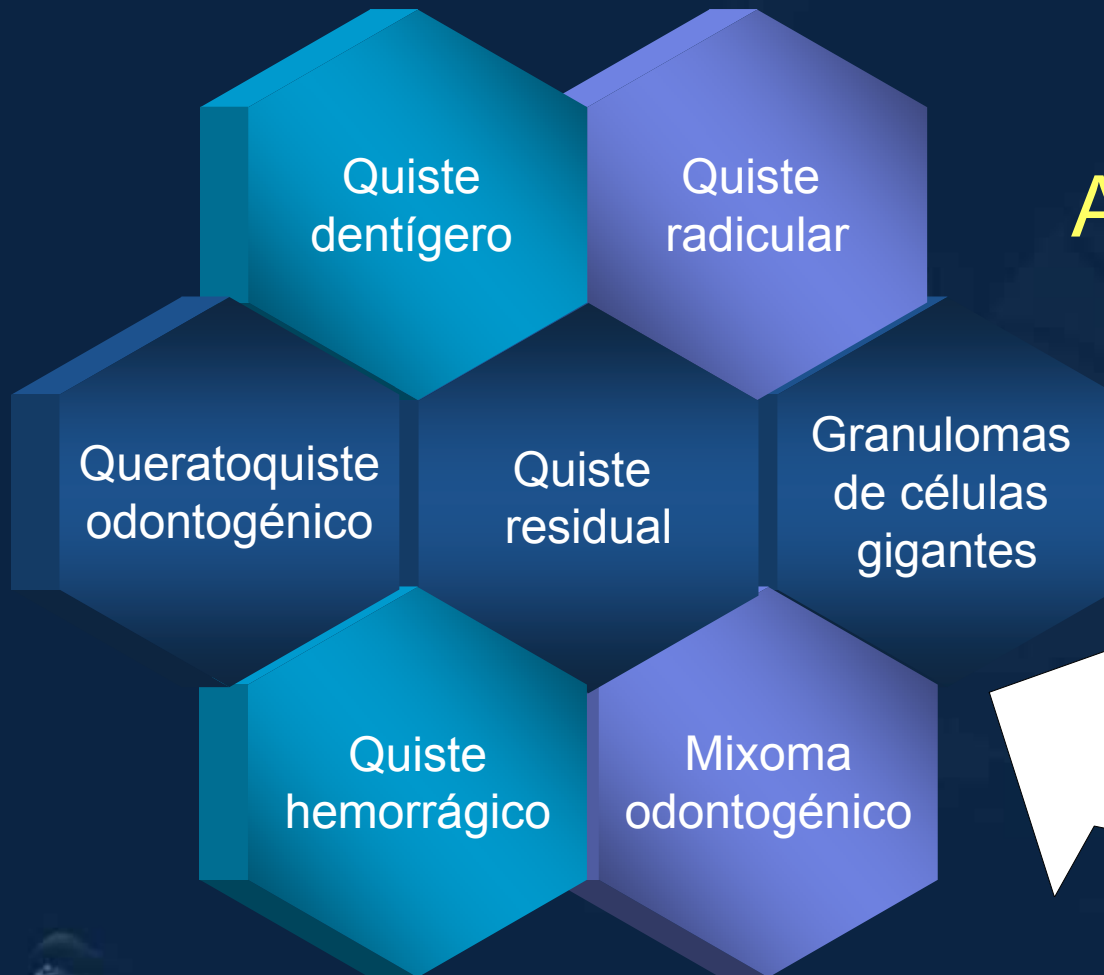 Quiste
dentígero
Quiste
radicular
A
Queratoquiste
odontogénico
Quiste
residual
Granulomas
de células
gigantes
Quiste
hemorrágico
Mixoma
odontogénico